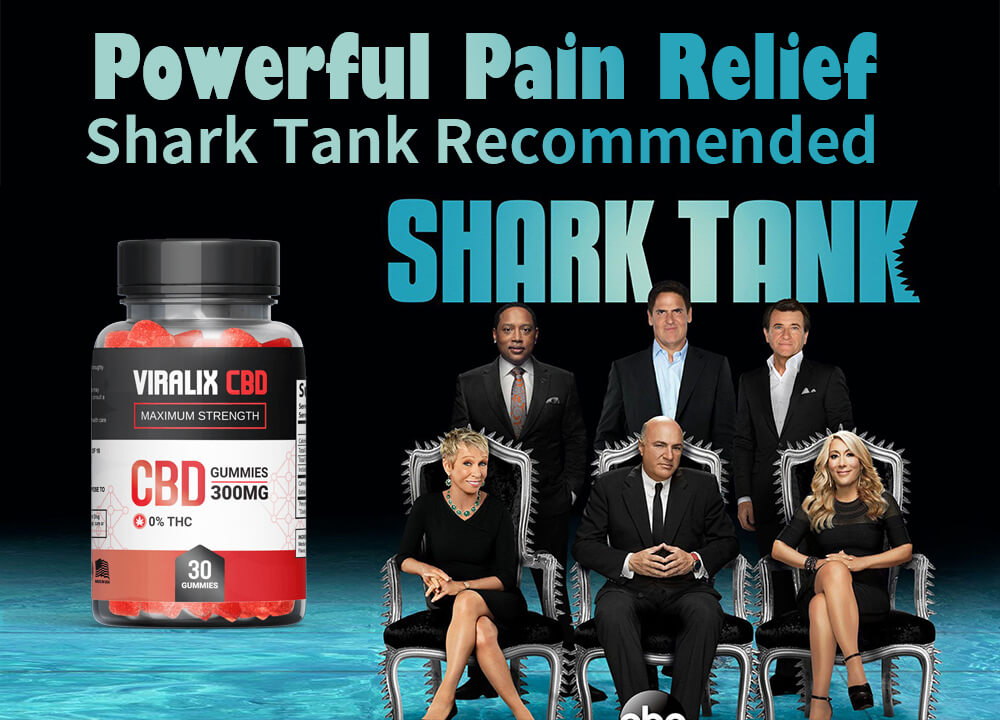 Powerful Pain Relief
Shark Tank Recommended
SHARK TANK
VIRALIX CBD
MAXIMUM STRENGTH
CBD GUMMIES
300MG
0% THC
30
GUMMIES
abc